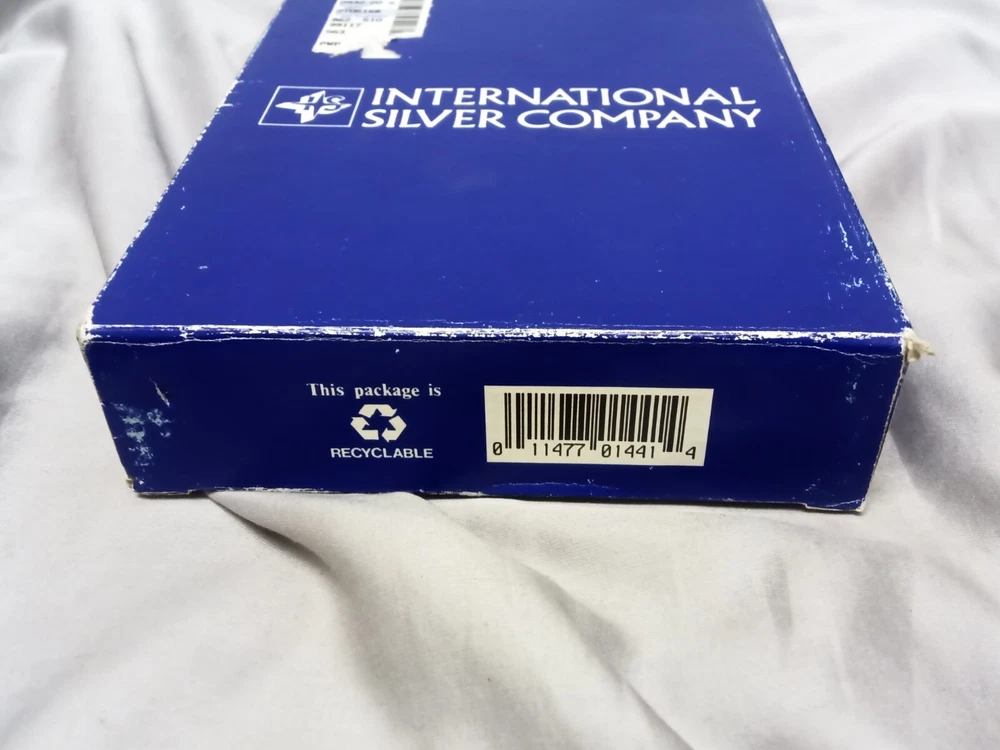 INTERNATIONAL
SILVER COMPANY
This package is
RECYCLABLE
0 11477 01441 4